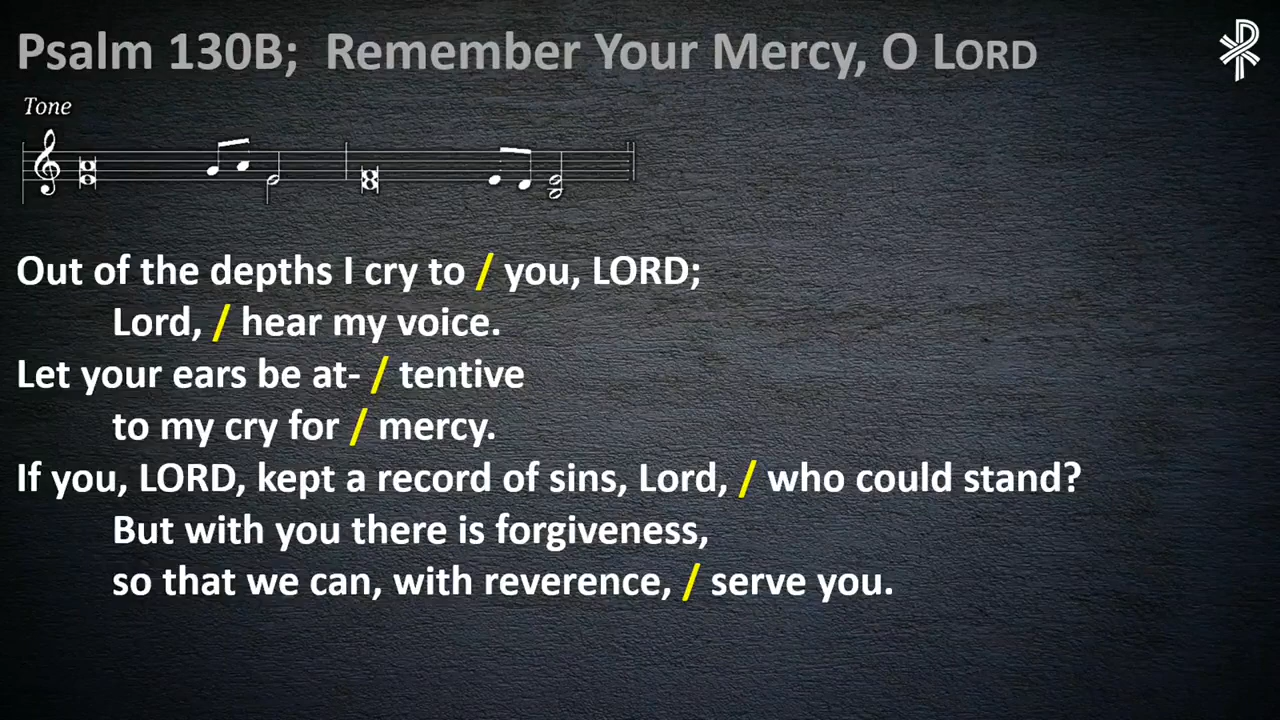 Psalm 130B;  Remember Your Mercy, O LORD
Tone
Out of the depths I cry to / you, LORD;
Lord, / hear my voice.
Let your ears be at- / tentive
to my cry for / mercy.
If you, LORD, kept a record of sins, Lord, / who could stand?
But with you there is forgiveness,
so that we can, with reverence, / serve you.